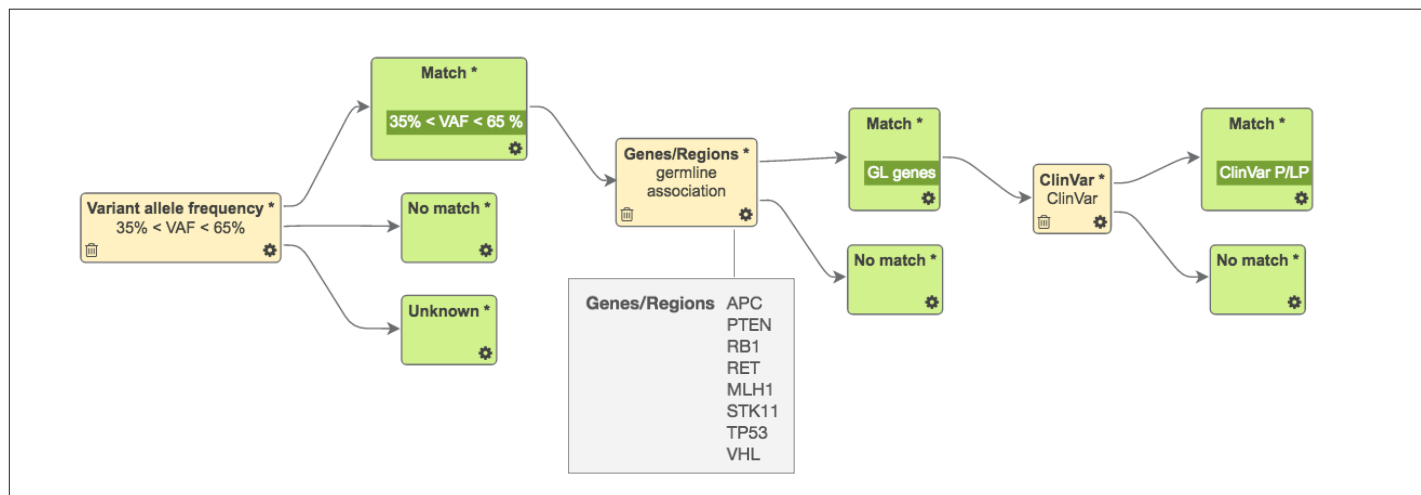 Variant allele frequency *
35% < VAF < 65%
Match *
35% < VAF < 65 %
No match *
Unknown *
Genes/Regions *
germline
association
Genes/Regions
APC
PTEN
RB1
RET
MLH1
STK11
TP53
VHL
Match *
GL genes
No match *
ClinVar *
ClinVar
Match *
ClinVar P/LP
No match *